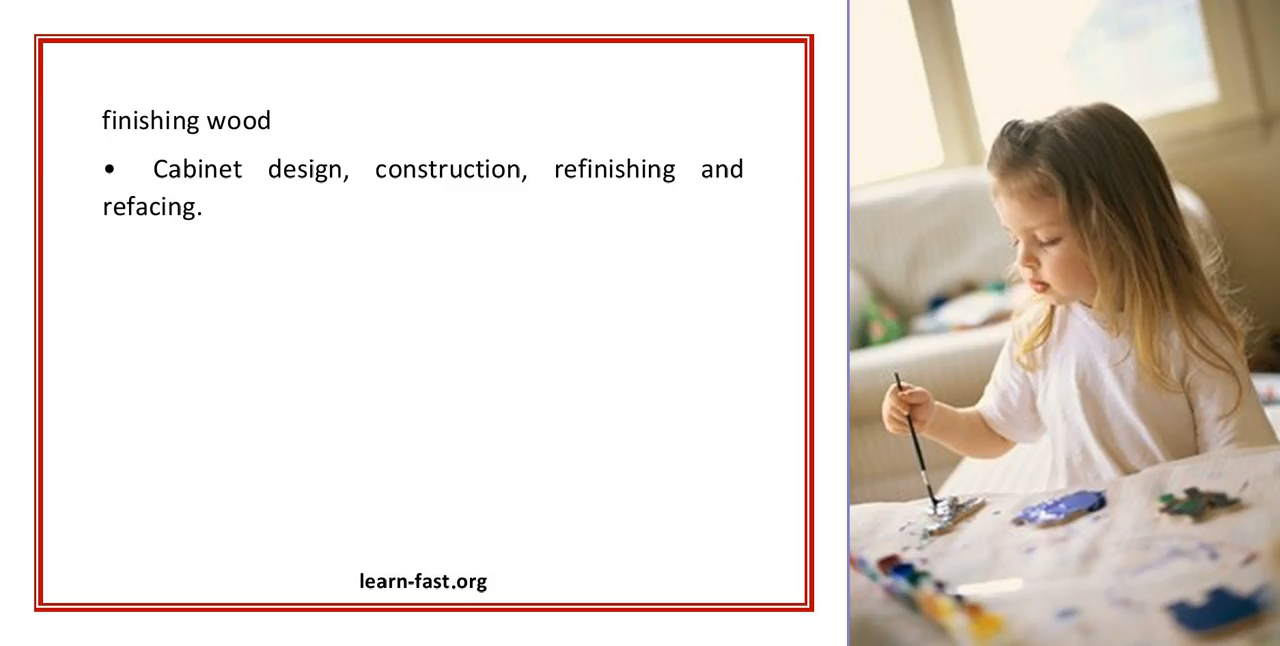 finishing wood
• Cabinet design, construction, refinishing and
refacing.
learn-fast.org